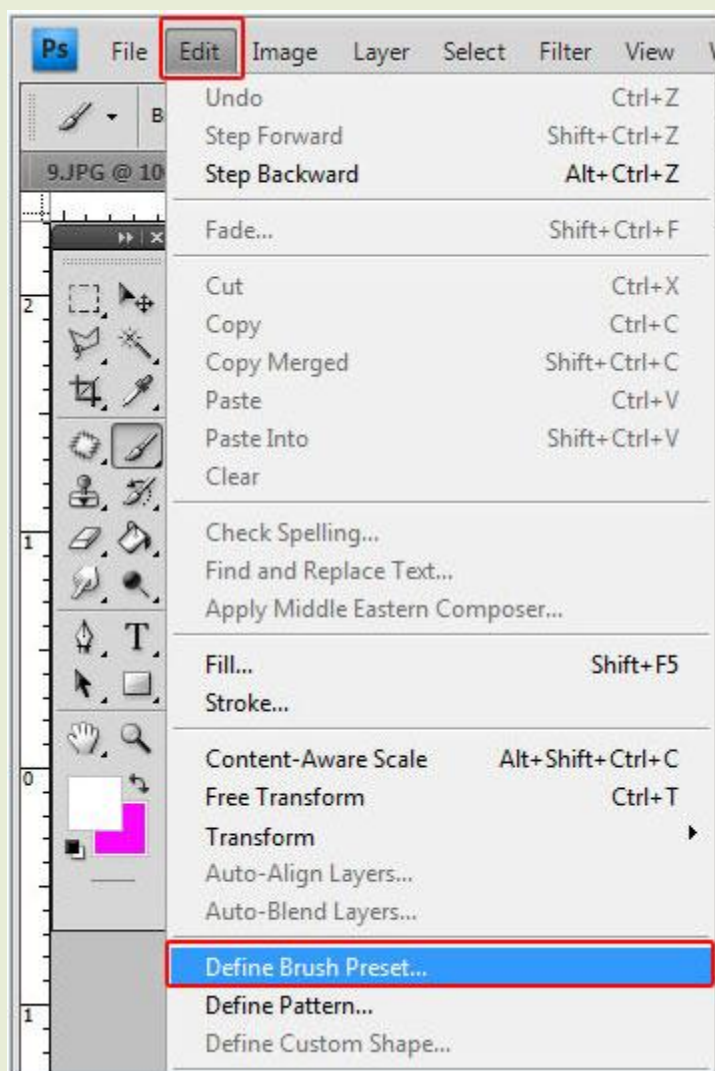 Ps File Edit Image Layer Select Filter View
B
9.JPG @ 10
Undo Ctrl+Z
Step Forward Shift+Ctrl+Z
Step Backward Alt+Ctrl+Z
Fade... Shift+Ctrl+F
Cut Ctrl+X
Copy Ctrl+C
Copy Merged Shift+Ctrl+C
Paste Ctrl+V
Paste Into Shift+Ctrl+V
Clear
Check Spelling...
Find and Replace Text...
Apply Middle Eastern Composer...
Fill... Shift+F5
Stroke...
Content-Aware Scale Alt+Shift+Ctrl+C
Free Transform Ctrl+T
Transform
Auto-Align Layers...
Auto-Blend Layers...
Define Brush Preset...
Define Pattern...
Define Custom Shape...
2
1
T
0
1